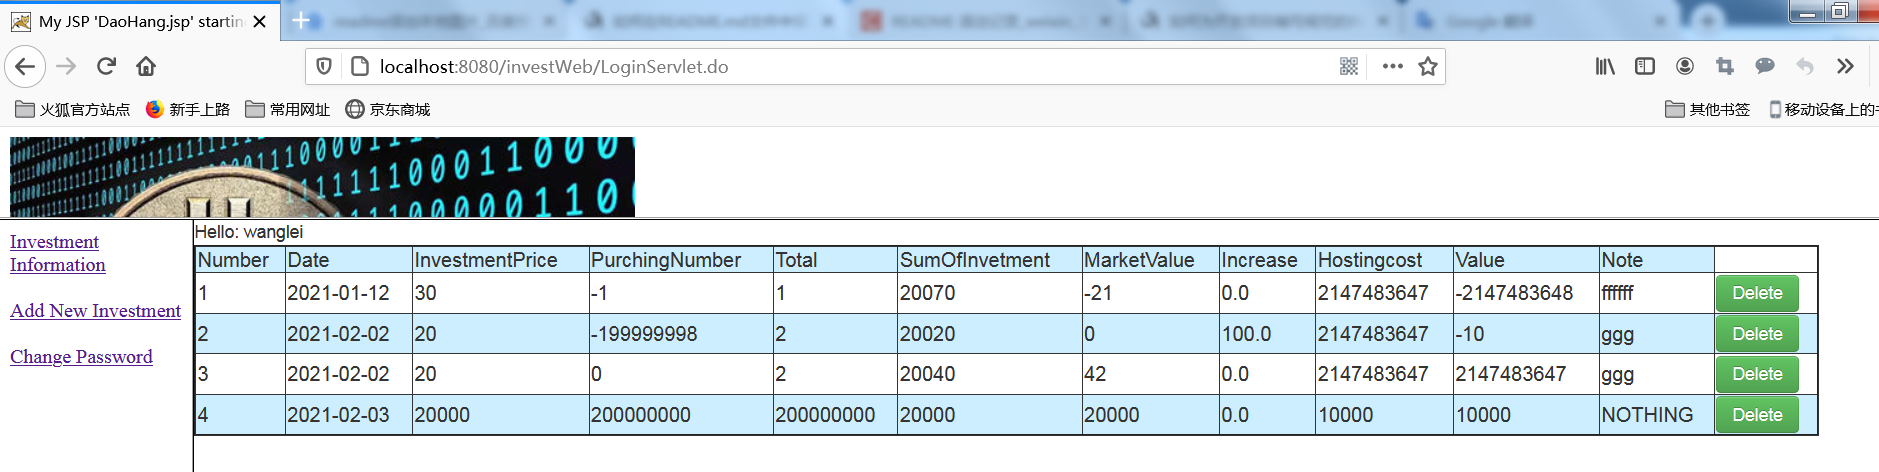 My JSP 'DaoHang.jsp' startin
localhost:8080/investWeb/LoginServlet.do
火狐官方站点 新手上路 常用网址 京东商城 其他书签 移动设备上的
Hello: wanglei
Investment
Information
Add New Investment
Change Password
Number Date InvestmentPrice PurchingNumber Total SumOfInvetment MarketValue Increase Hostingcost Value Note
1 2021-01-12 30 -1 1 20070 -21 0.0 2147483647 -2147483648 ffffff Delete
2 2021-02-02 20 -199999998 2 20020 0 100.0 2147483647 -10 ggg Delete
3 2021-02-02 20 0 2 20040 42 0.0 2147483647 2147483647 ggg Delete
4 2021-02-03 20000 200000000 200000000 20000 20000 0.0 10000 10000 NOTHING Delete